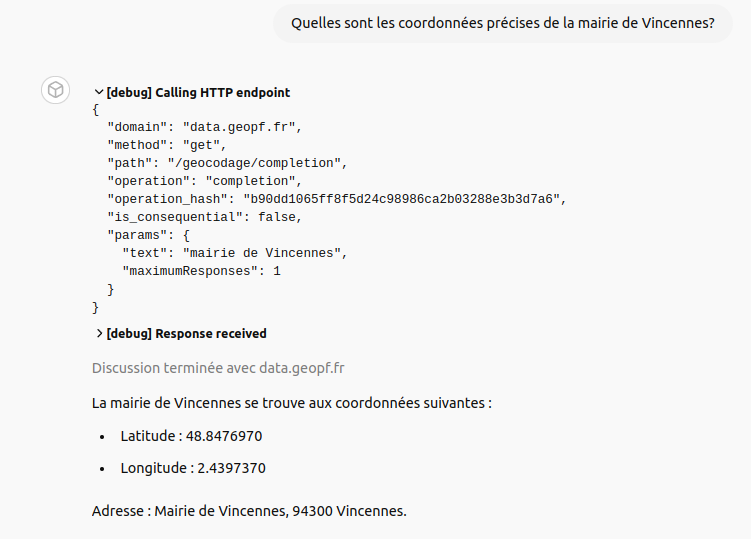 Quelles sont les coordonnées précises de la mairie de Vincennes?
[debug] Calling HTTP endpoint
{
  "domain": "data.geopf.fr",
  "method": "get",
  "path": "/geocodage/completion",
  "operation": "completion",
  "operation_hash": "b90dd1065ff8f5d24c98986ca2b03288e3b3d7a6",
  "is_consequential": false,
  "params": {
    "text": "mairie de Vincennes",
    "maximumResponses": 1
  }
}
[debug] Response received
Discussion terminée avec data.geopf.fr
La mairie de Vincennes se trouve aux coordonnées suivantes :
• Latitude : 48.8476970
• Longitude : 2.4397370
Adresse : Mairie de Vincennes, 94300 Vincennes.